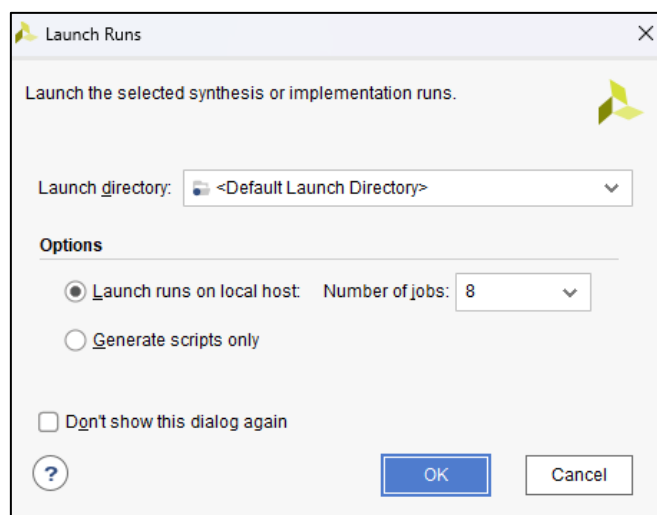 Launch Runs
Launch the selected synthesis or implementation runs.
Launch directory: <Default Launch Directory>
Options
Launch runs on local host: Number of jobs: 8
Generate scripts only
Don't show this dialog again
? OK Cancel